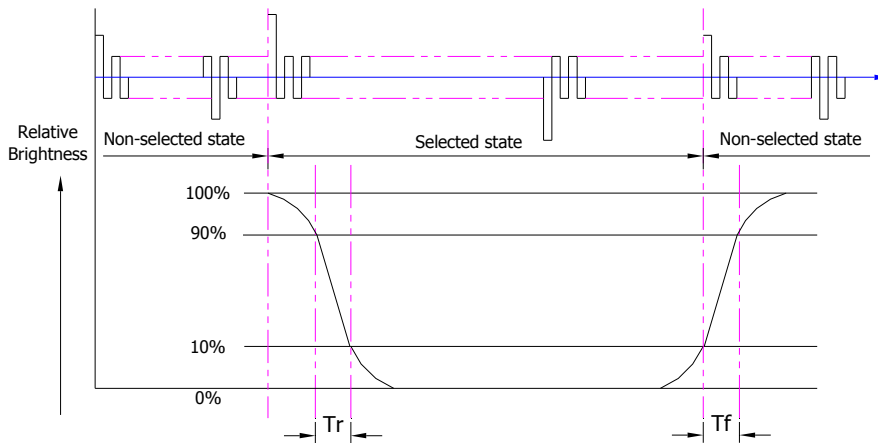 Relative
Brightness
Non-selected state
Selected state
Non-selected state
100%
90%
10%
0%
Tr
Tf